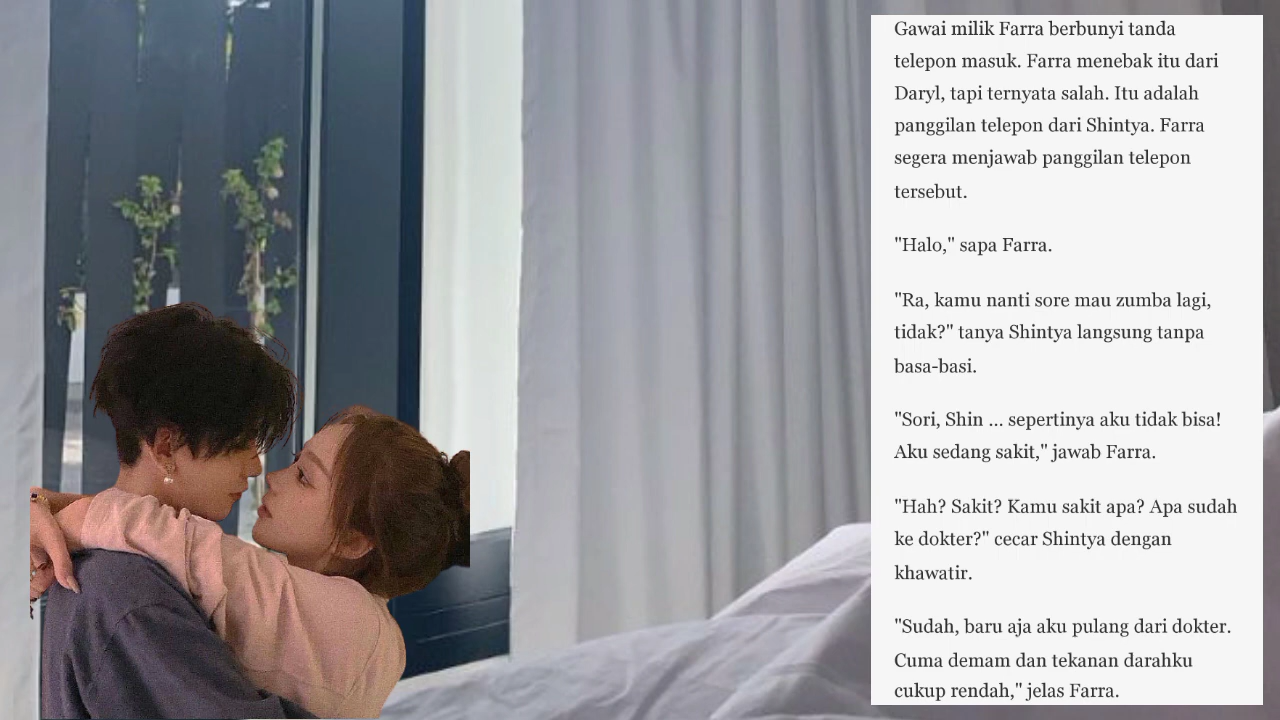 Gawai milik Farra berbunyi tanda
telepon masuk. Farra menebak itu dari
Daryl, tapi ternyata salah. Itu adalah
panggilan telepon dari Shintya. Farra
segera menjawab panggilan telepon
tersebut.
"Halo," sapa Farra.
"Ra, kamu nanti sore mau zumba lagi,
tidak?" tanya Shintya langsung tanpa
basa-basi.
"Sori, Shin ... sepertinya aku tidak bisa!
Aku sedang sakit," jawab Farra.
"Hah? Sakit? Kamu sakit apa? Apa sudah
ke dokter?" cecar Shintya dengan
khawatir.
"Sudah, baru aja aku pulang dari dokter.
Cuma demam dan tekanan darahku
cukup rendah," jelas Farra.